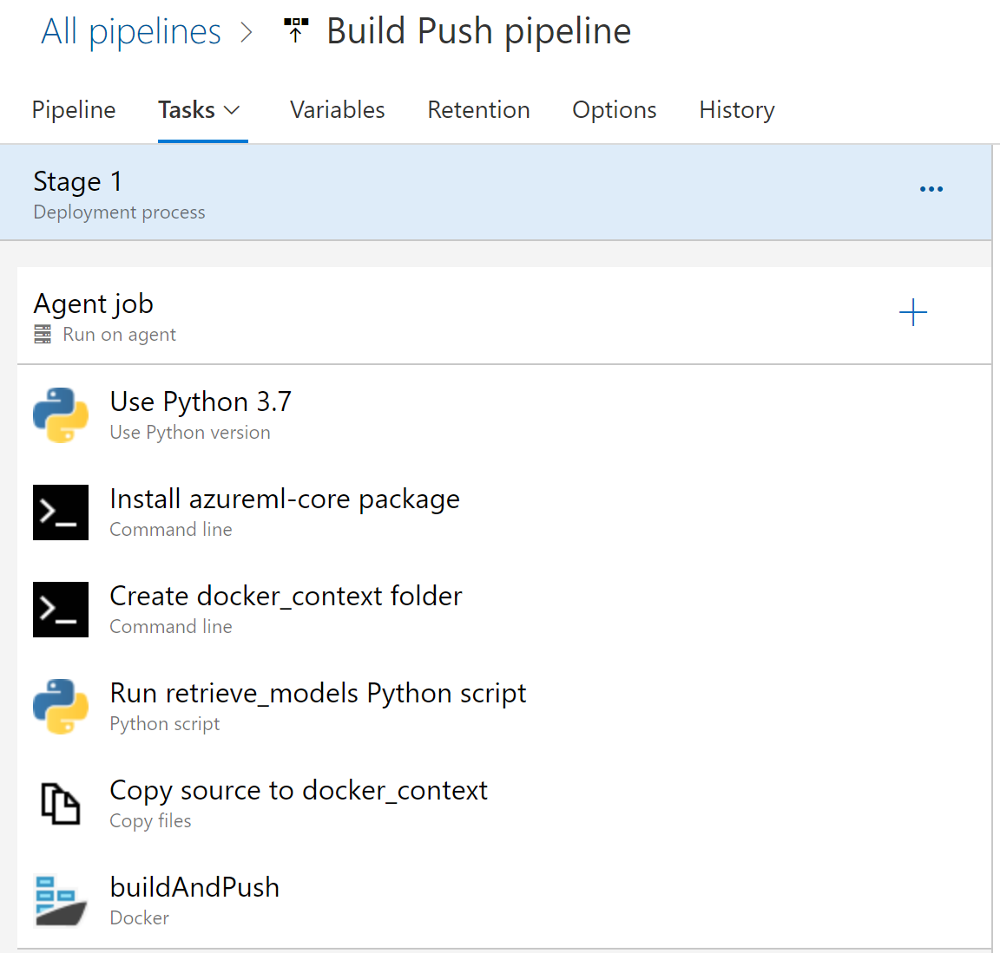 All pipelines > Build Push pipeline
Pipeline Tasks Variables Retention Options History
Stage 1
Deployment process
Agent job
Run on agent
Use Python 3.7
Use Python version
Install azureml-core package
Command line
Create docker_context folder
Command line
Run retrieve_models Python script
Python script
Copy source to docker_context
Copy files
buildAndPush
Docker